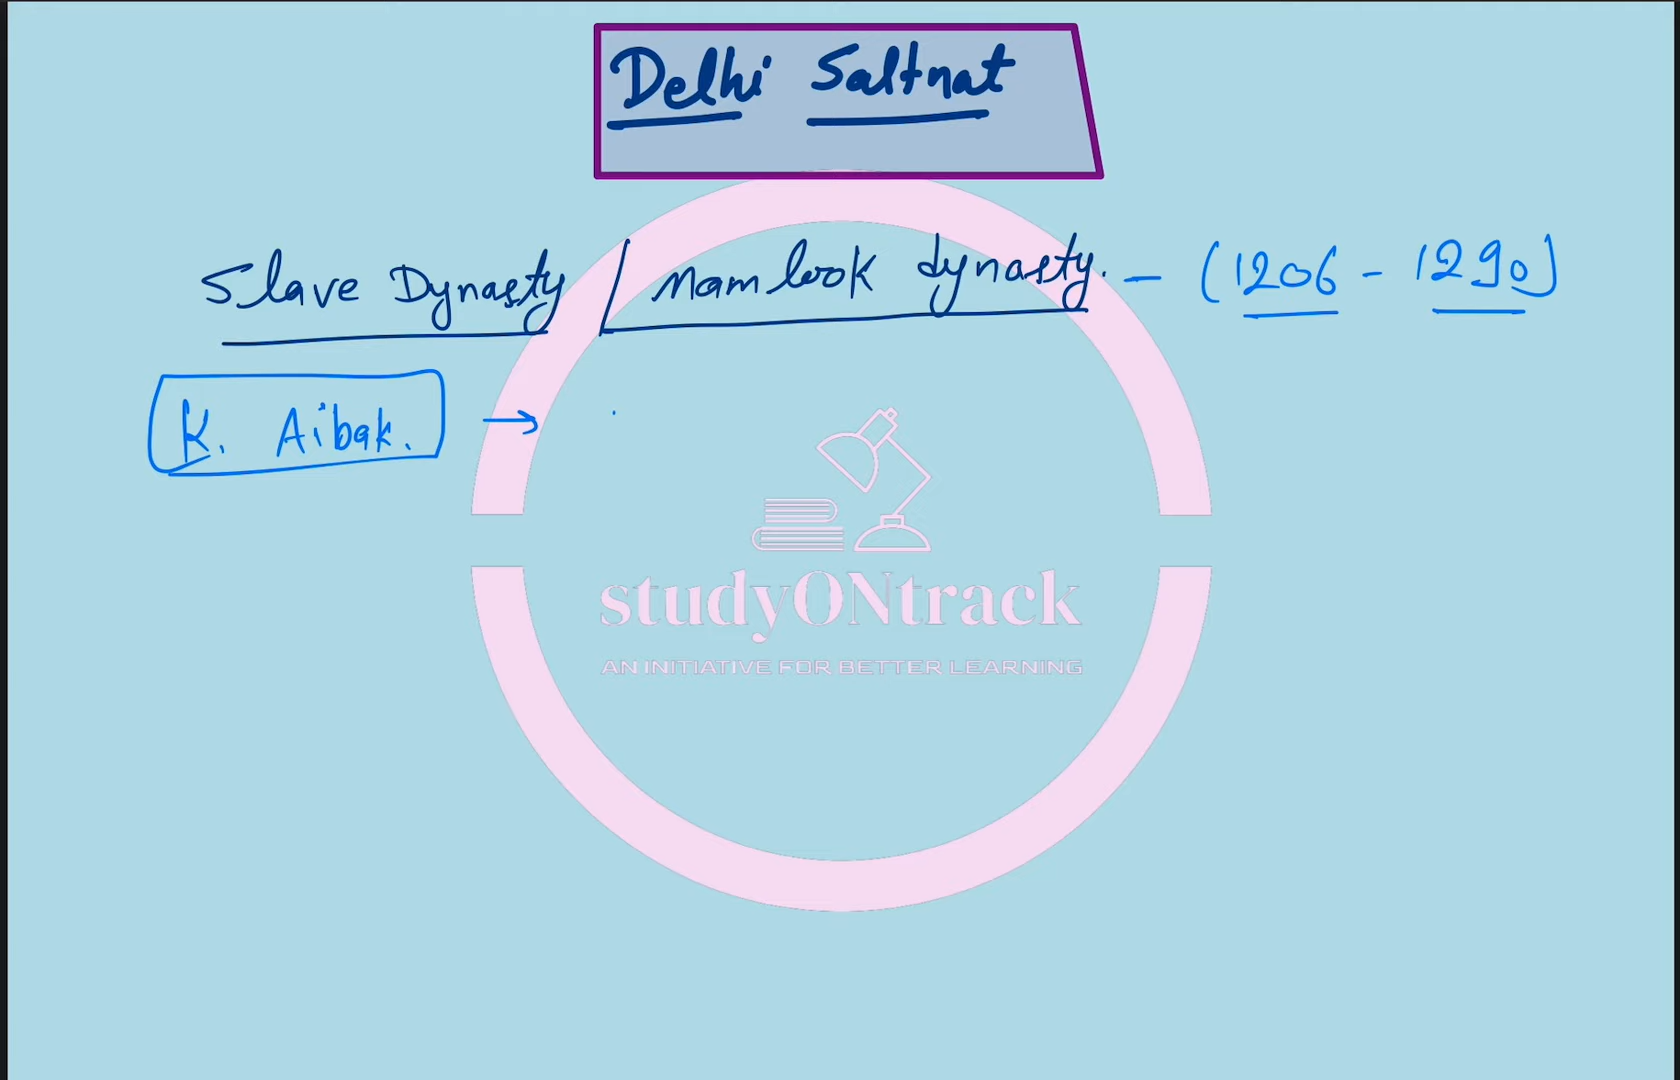 Delhi Saltnat
Slave Dynasty / Mamlook dynasty. - (1206 - 1290)
K. Aibak. →
studyONtrack
AN INITIATIVE FOR BETTER LEARNING